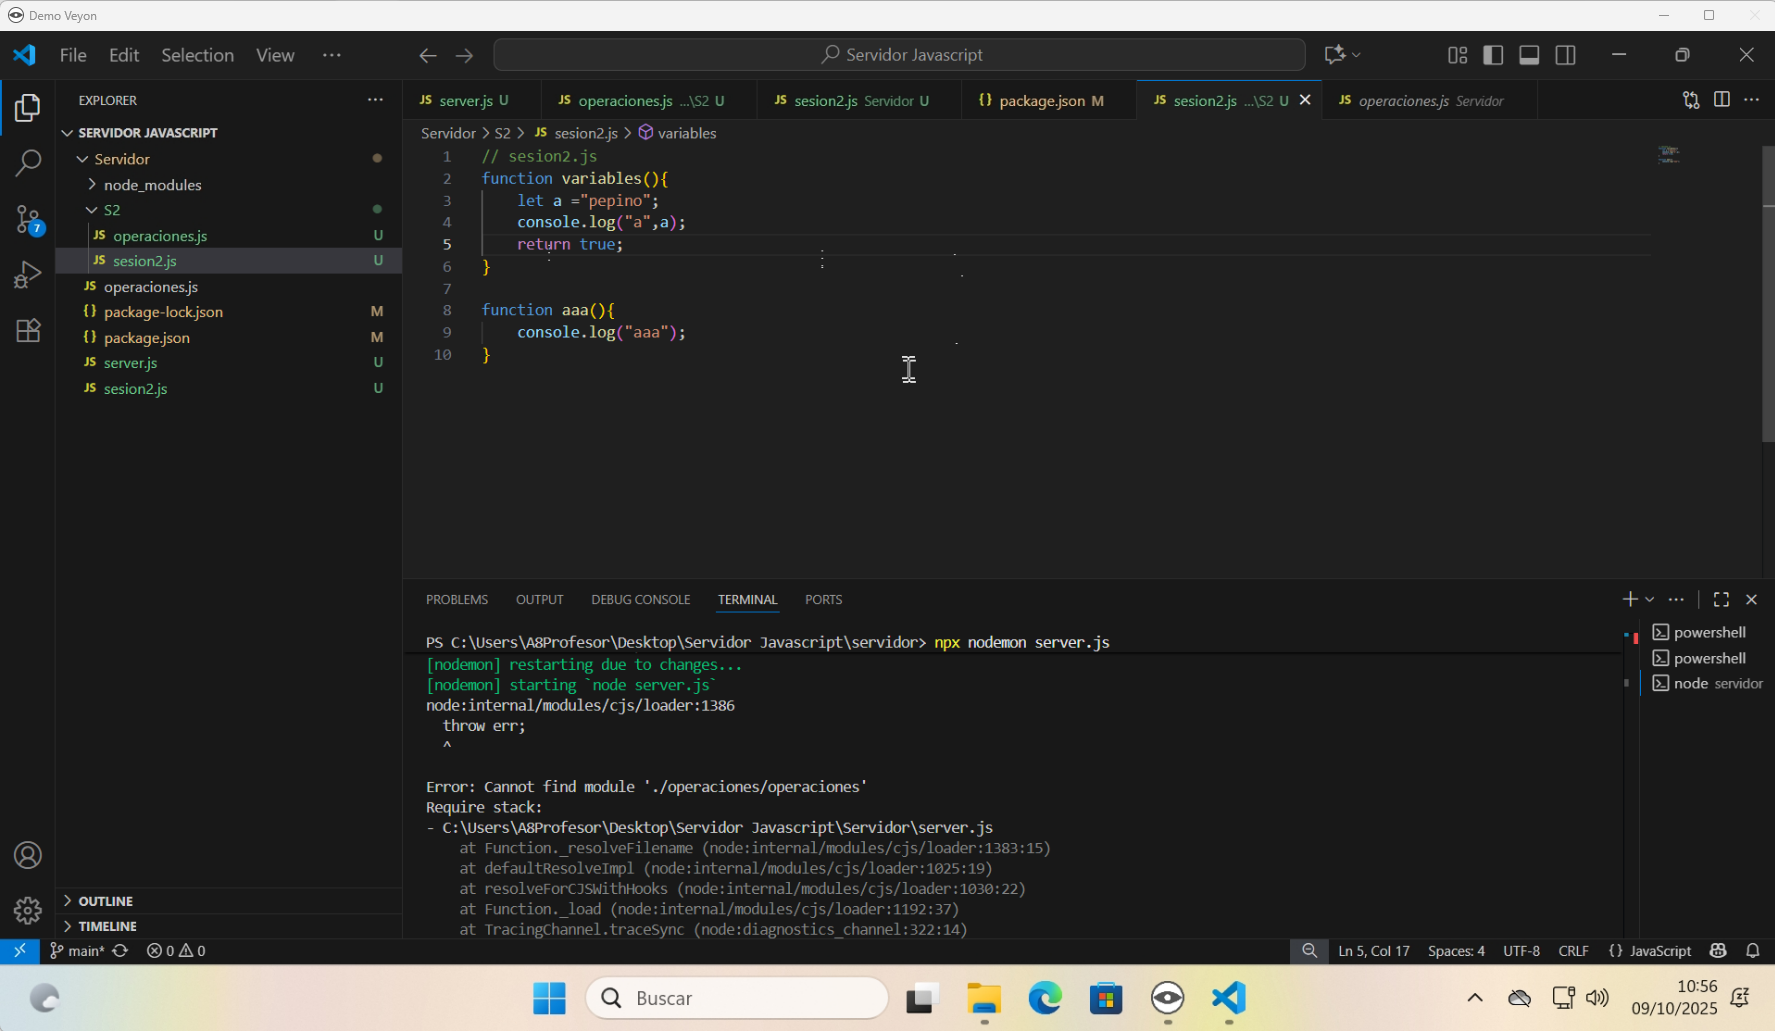 Demo Veyon
File Edit Selection View ···
Servidor Javascript
EXPLORER ···
SERVIDOR JAVASCRIPT
Servidor
node_modules
S2
JS operaciones.js U
JS sesion2.js U
JS operaciones.js
{} package-lock.json M
{} package.json M
JS server.js U
JS sesion2.js U
OUTLINE
TIMELINE
7
JS server.js U
JS operaciones.js ...\S2 U
JS sesion2.js Servidor U
{} package.json M
JS sesion2.js ...\S2 U
JS operaciones.js Servidor
Servidor > S2 > JS sesion2.js > variables
1 // sesion2.js
2 function variables(){
3 let a ="pepino";
4 console.log("a",a);
5 return true;
6 }
7
8 function aaa(){
9 console.log("aaa");
10 }
PROBLEMS OUTPUT DEBUG CONSOLE TERMINAL PORTS
PS C:\Users\A8Profesor\Desktop\Servidor Javascript\servidor> npx nodemon server.js
[nodemon] restarting due to changes...
[nodemon] starting `node server.js`
node:internal/modules/cjs/loader:1386
throw err;
^
Error: Cannot find module './operaciones/operaciones'
Require stack:
- C:\Users\A8Profesor\Desktop\Servidor Javascript\Servidor\server.js
at Function._resolveFilename (node:internal/modules/cjs/loader:1383:15)
at defaultResolveImpl (node:internal/modules/cjs/loader:1025:19)
at resolveForCJSWithHooks (node:internal/modules/cjs/loader:1030:22)
at Function._load (node:internal/modules/cjs/loader:1192:37)
at TracingChannel.traceSync (node:diagnostics_channel:322:14)
powershell
powershell
node servidor
main* 0 0
Ln 5, Col 17 Spaces: 4 UTF-8 CRLF {} JavaScript
Buscar
10:56
09/10/2025